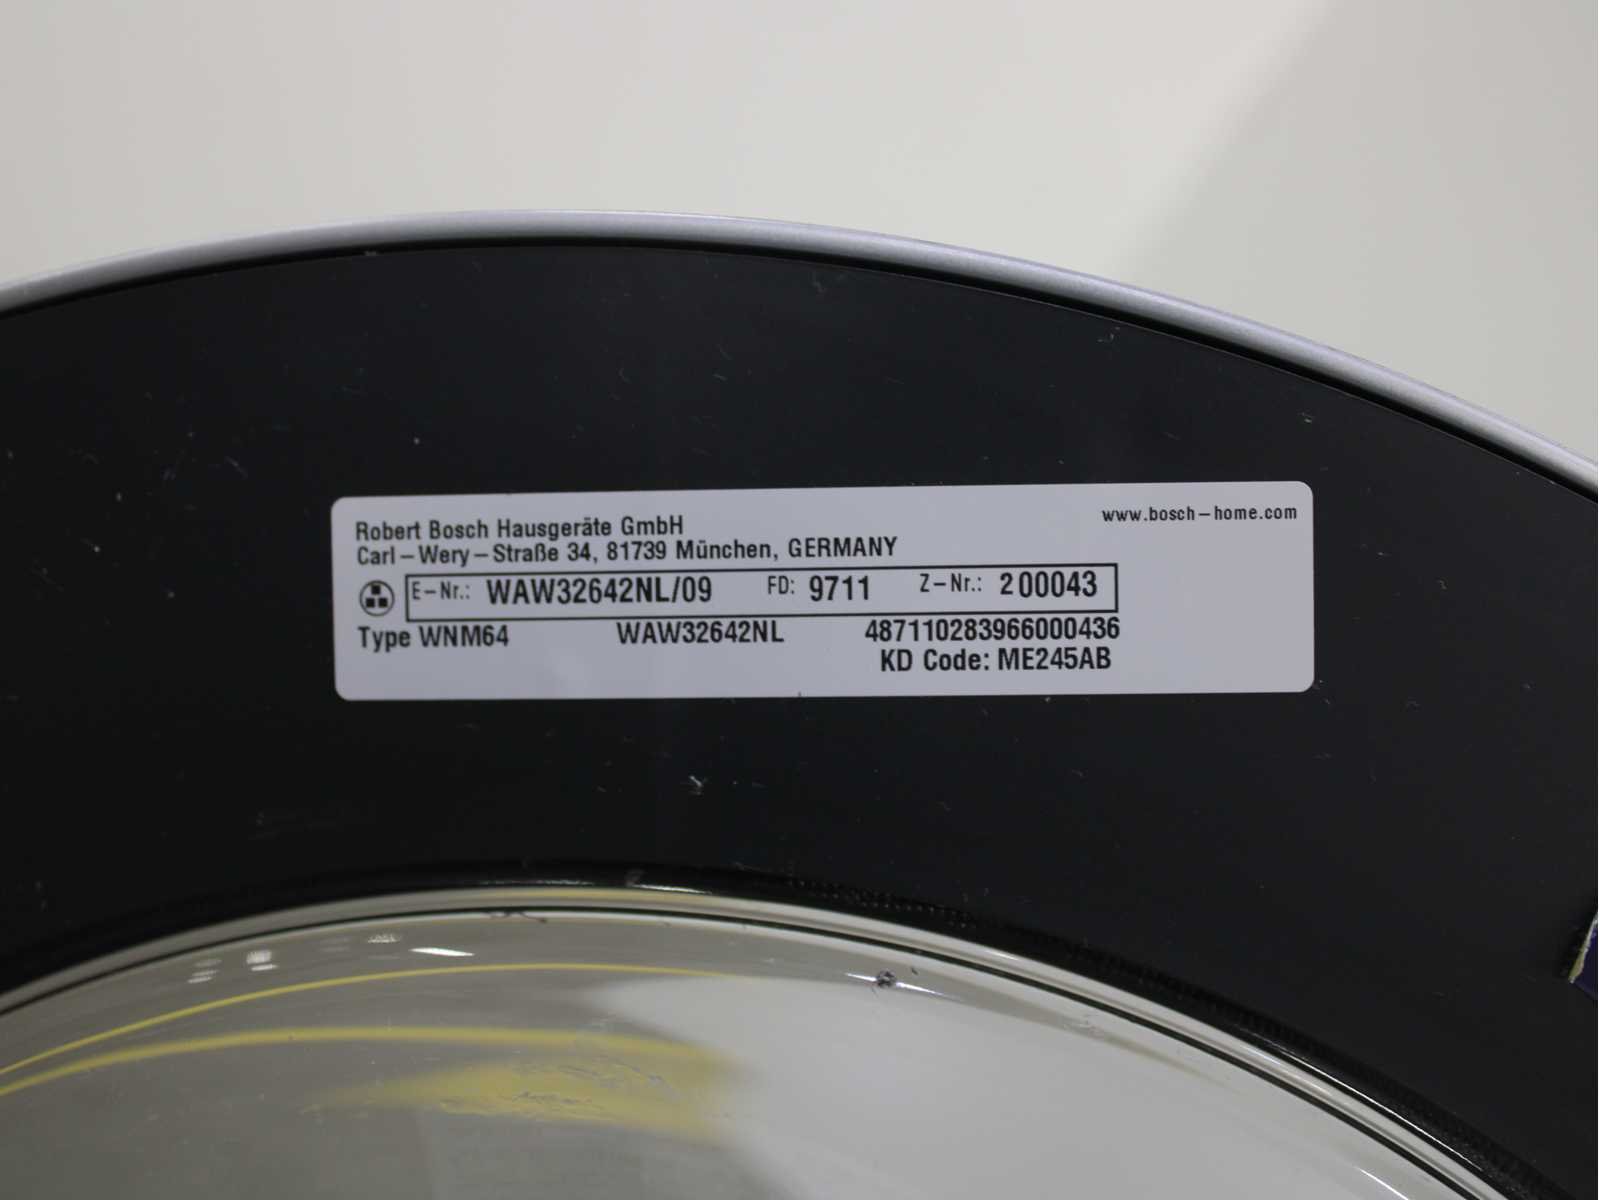 Robert Bosch Hausgeräte GmbH www.bosch-home.com
Carl-Wery-Straße 34, 81739 München, GERMANY
E-Nr.: WAW32642NL/09 FD: 9711 Z-Nr.: 200043
Type WNM64 WAW32642NL 487110283966000436
KD Code: ME245AB